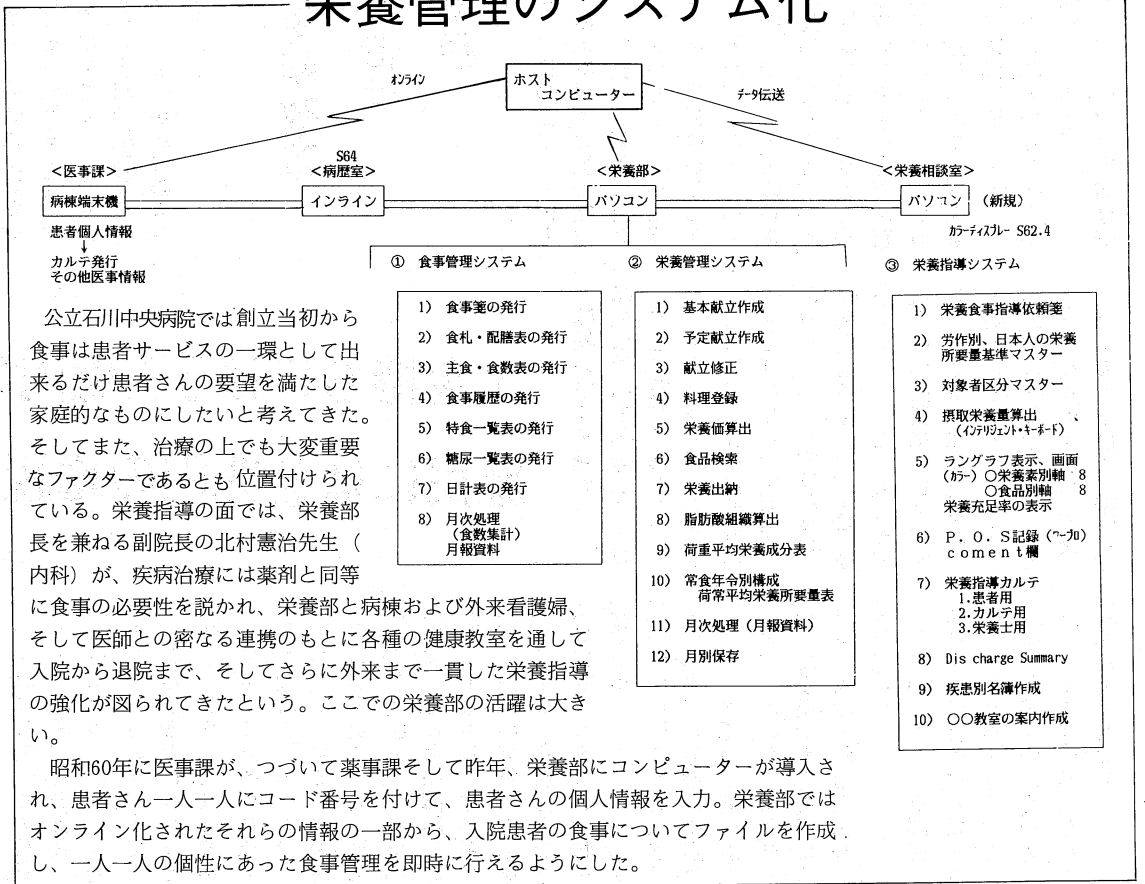 栄養管理のシステム化
オンライン
ホスト
コンピューター
データ伝送
<医事課>
S64
<病歴室>
<栄養部>
<栄養相談室>
病棟端末機
インライン
パソコン
パソコン
(新規)
患者個人情報
↓
カルテ発行
その他医事情報
カラーディスプレー S62.4
① 食事管理システム
1) 食事箋の発行
2) 食札・配膳表の発行
3) 主食・食数表の発行
4) 食事履歴の発行
5) 特食一覧表の発行
6) 糖尿一覧表の発行
7) 日計表の発行
8) 月次処理
(食数集計)
月報資料
② 栄養管理システム
1) 基本献立作成
2) 予定献立作成
3) 献立修正
4) 料理登録
5) 栄養価算出
6) 食品検索
7) 栄養出納
8) 脂肪酸組織算出
9) 荷重平均栄養成分表
10) 常食年令別構成
荷常平均栄養所要量表
11) 月次処理(月報資料)
12) 月別保存
③ 栄養指導システム
1) 栄養食事指導依頼箋
2) 労作別、日本人の栄養
所要量基準マスター
3) 対象者区分マスター
4) 摂取栄養量算出 、
(インテリジェント・キーボード)
5) ラングラフ表示、画面
(カラー) ○栄養素別軸 8
○食品別軸 8
栄養充足率の表示
6) P.O.S記録(ワープロ)
coment欄
7) 栄養指導カルテ
1.患者用
2.カルテ用
3.栄養士用
8) Dis charge Summary
9) 疾患別名簿作成
10) ○○教室の案内作成
公立石川中央病院では創立当初から
食事は患者サービスの一環として出
来るだけ患者さんの要望を満たした
家庭的なものにしたいと考えてきた。
そしてまた、治療の上でも大変重要
なファクターであるとも位置付けられ
ている。栄養指導の面では、栄養部
長を兼ねる副院長の北村憲治先生(
内科)が、疾病治療には薬剤と同等
に食事の必要性を説かれ、栄養部と病棟および外来看護婦、
そして医師との密なる連携のもとに各種の健康教室を通して
入院から退院まで、そしてさらに外来まで一貫した栄養指導
の強化が図られてきたという。ここでの栄養部の活躍は大き
い。
昭和60年に医事課が、つづいて薬事課そして昨年、栄養部にコンピューターが導入さ
れ、患者さん一人一人にコード番号を付けて、患者さんの個人情報を入力。栄養部では
オンライン化されたそれらの情報の一部から、入院患者の食事についてファイルを作成
し、一人一人の個性にあった食事管理を即時に行えるようにした。